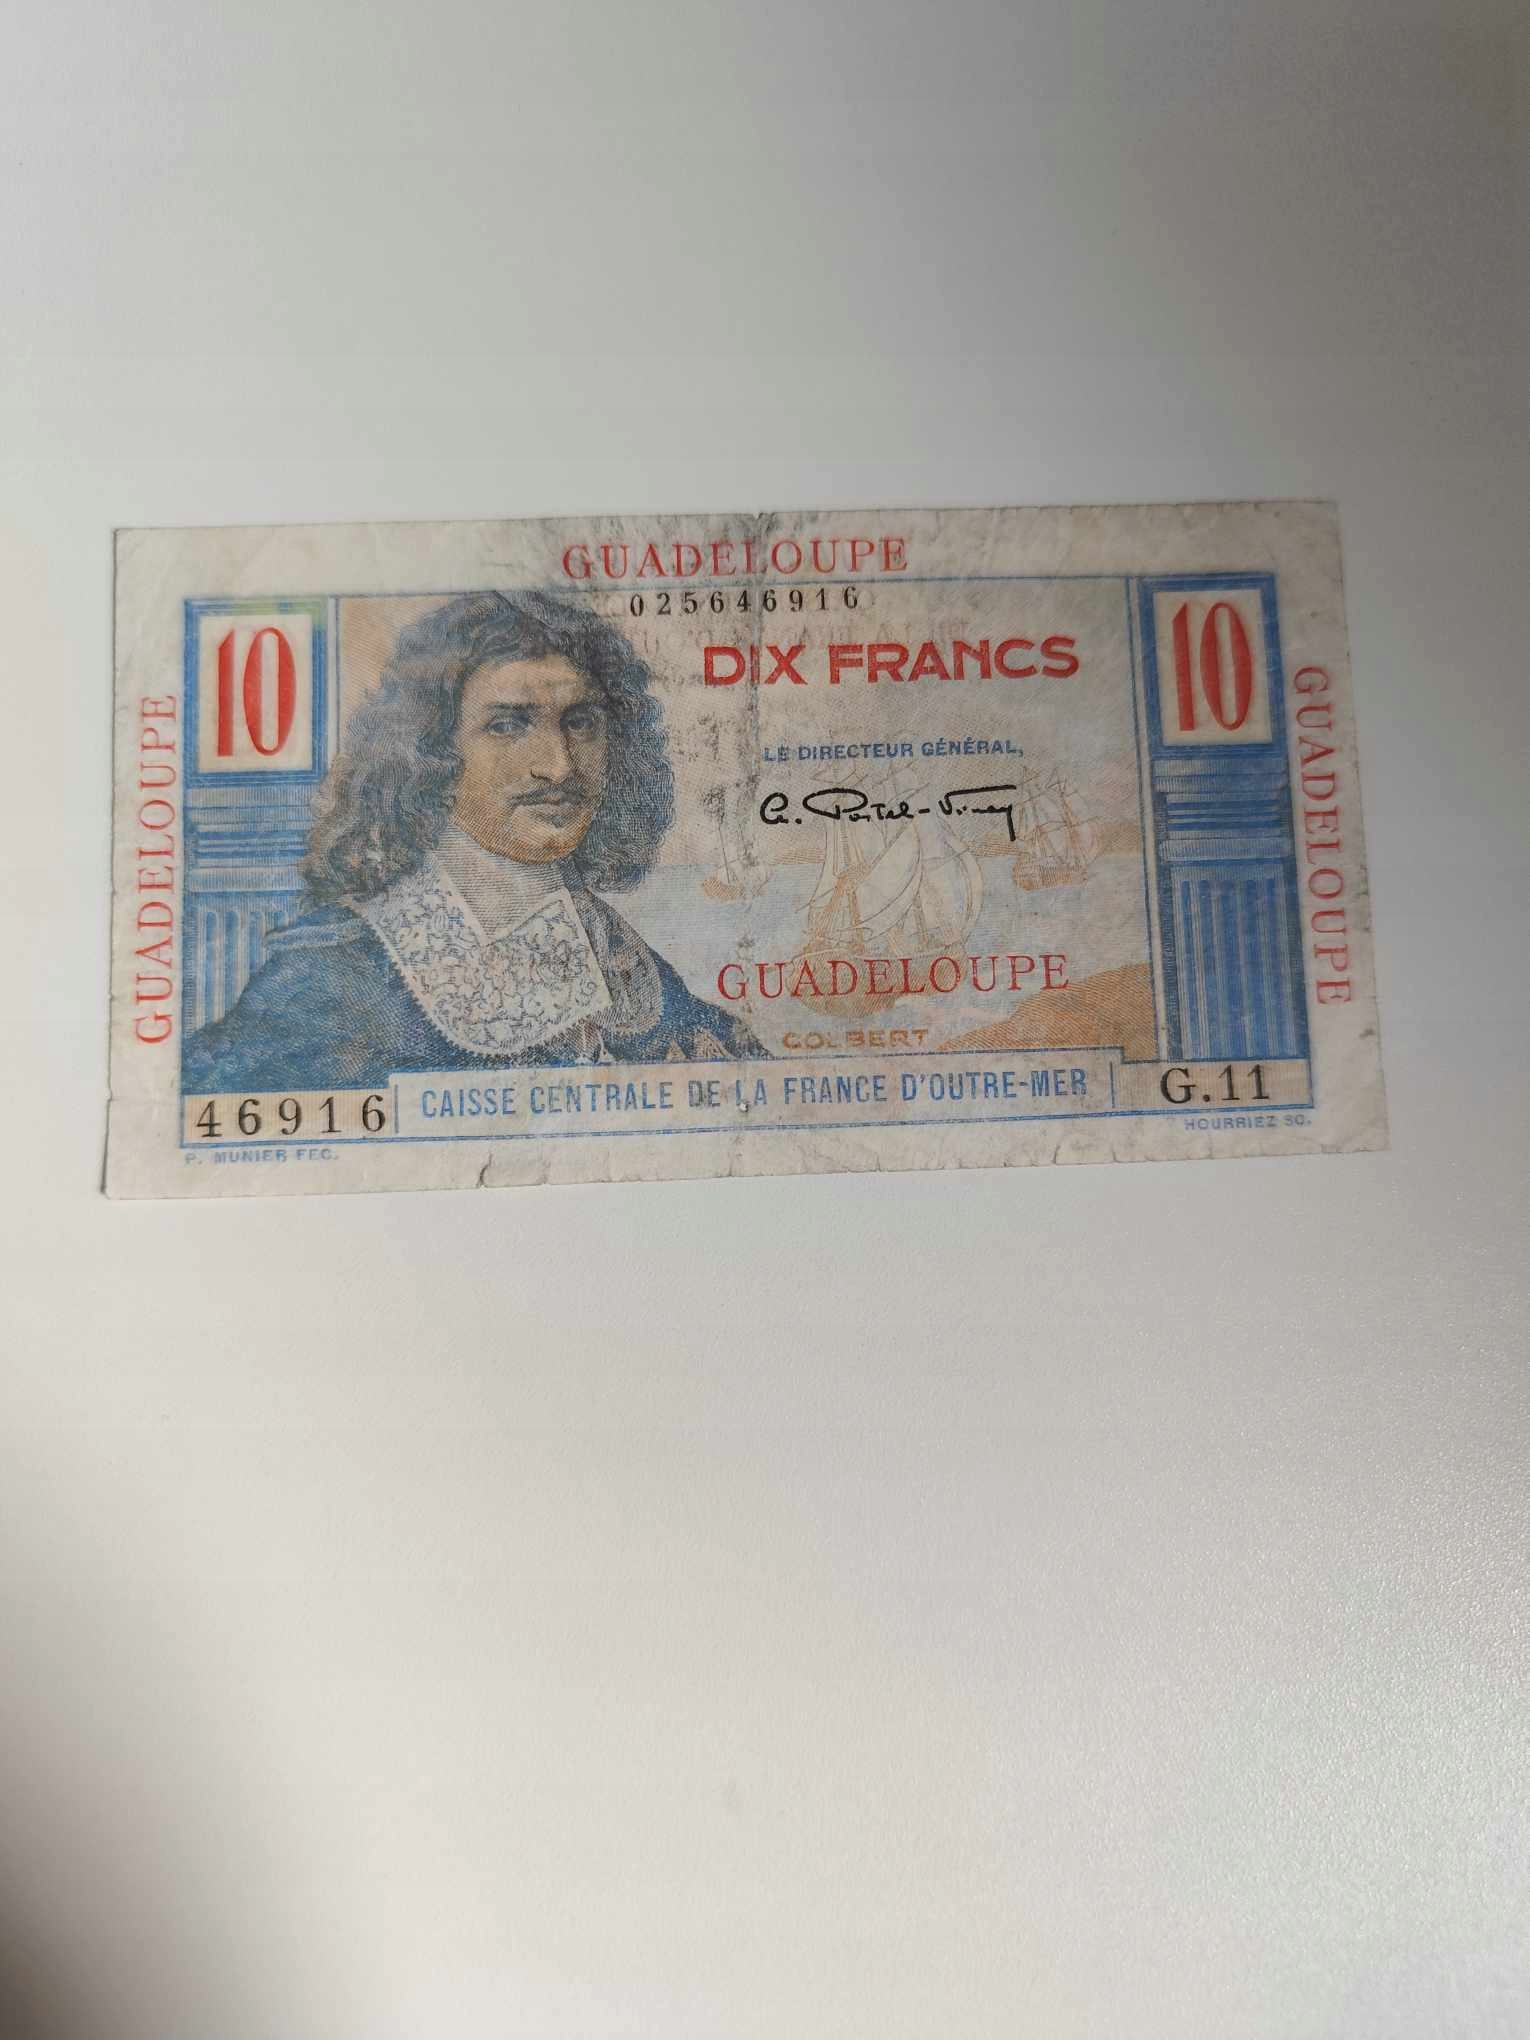 GUADELOUPE
025646916
10
DIX FRANCS
10
GUADELOUPE
GUADELOUPE
LE DIRECTEUR GÉNÉRAL,
GUADELOUPE
COLBERT
46916
CAISSE CENTRALE DE LA FRANCE D'OUTRE-MER
G.11
P. MUNIER FEC.
HOURRIEZ SC.